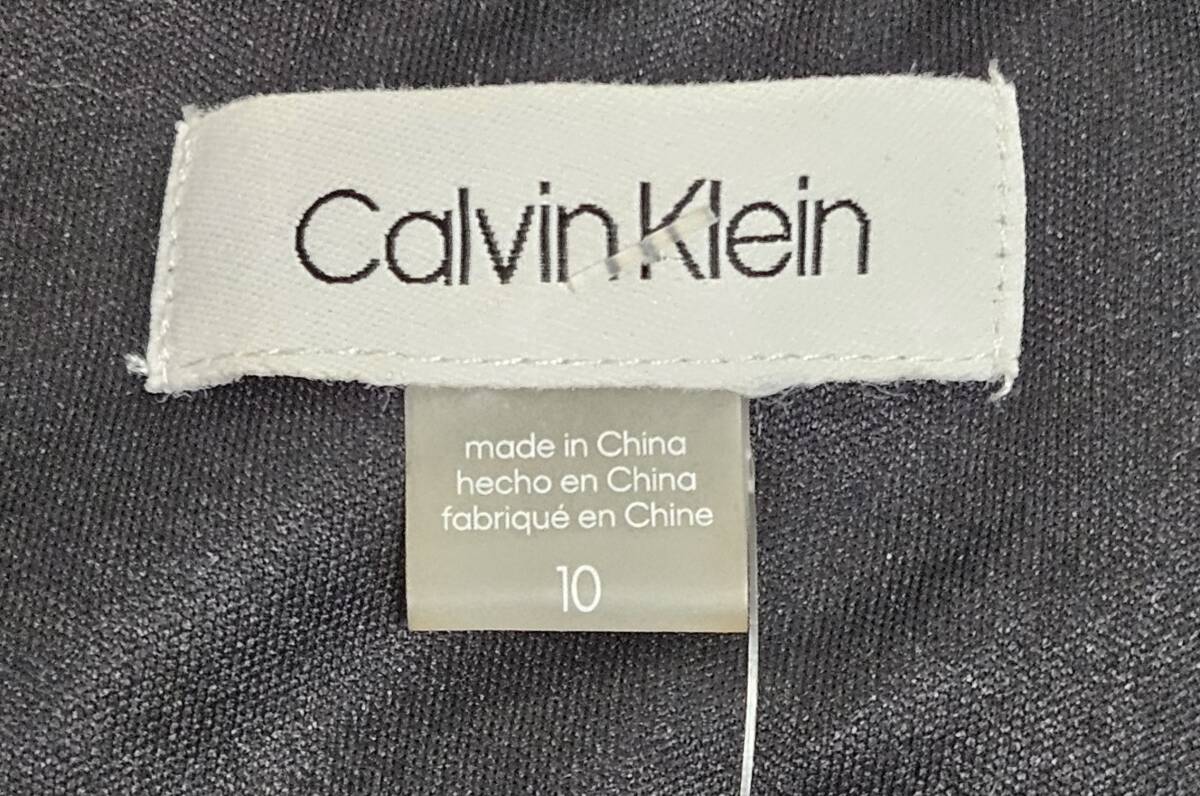 Calvin Klein
made in China
hecho en China
fabriqué en Chine
10